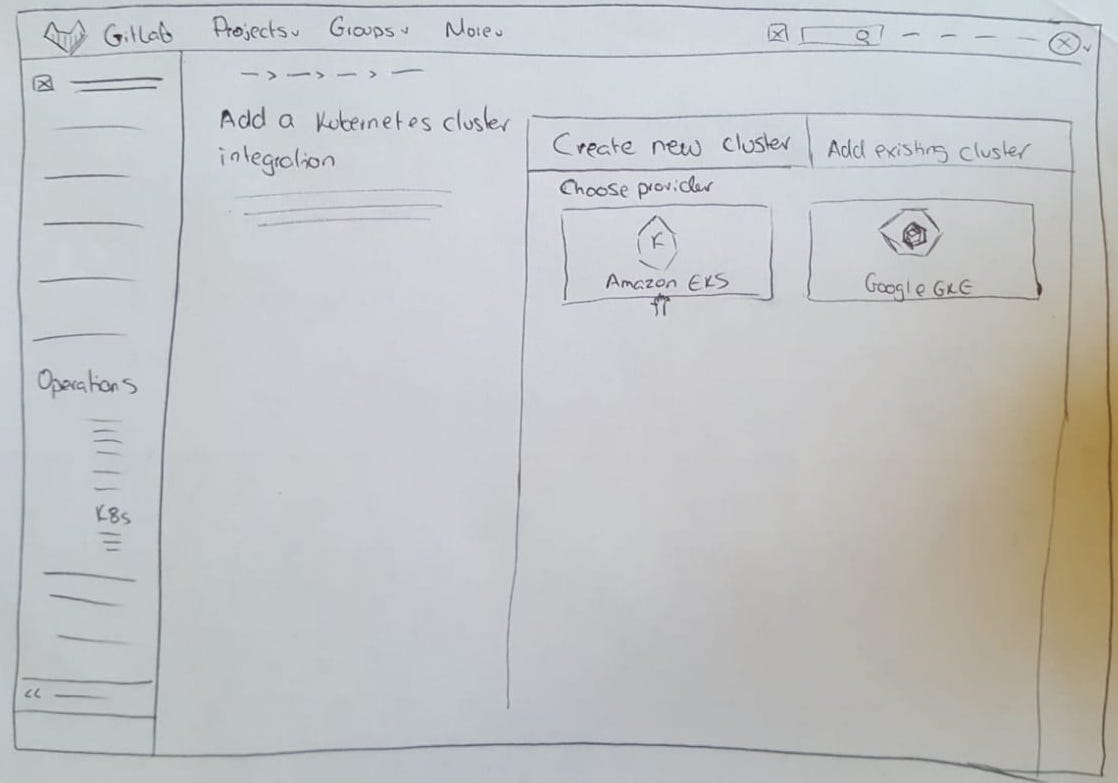 GitLab Projects Groups More
Add a Kubernetes cluster
integration
Create new cluster
Add existing cluster
Choose provider
K
Amazon EKS
Google GKE
Operations
K8s